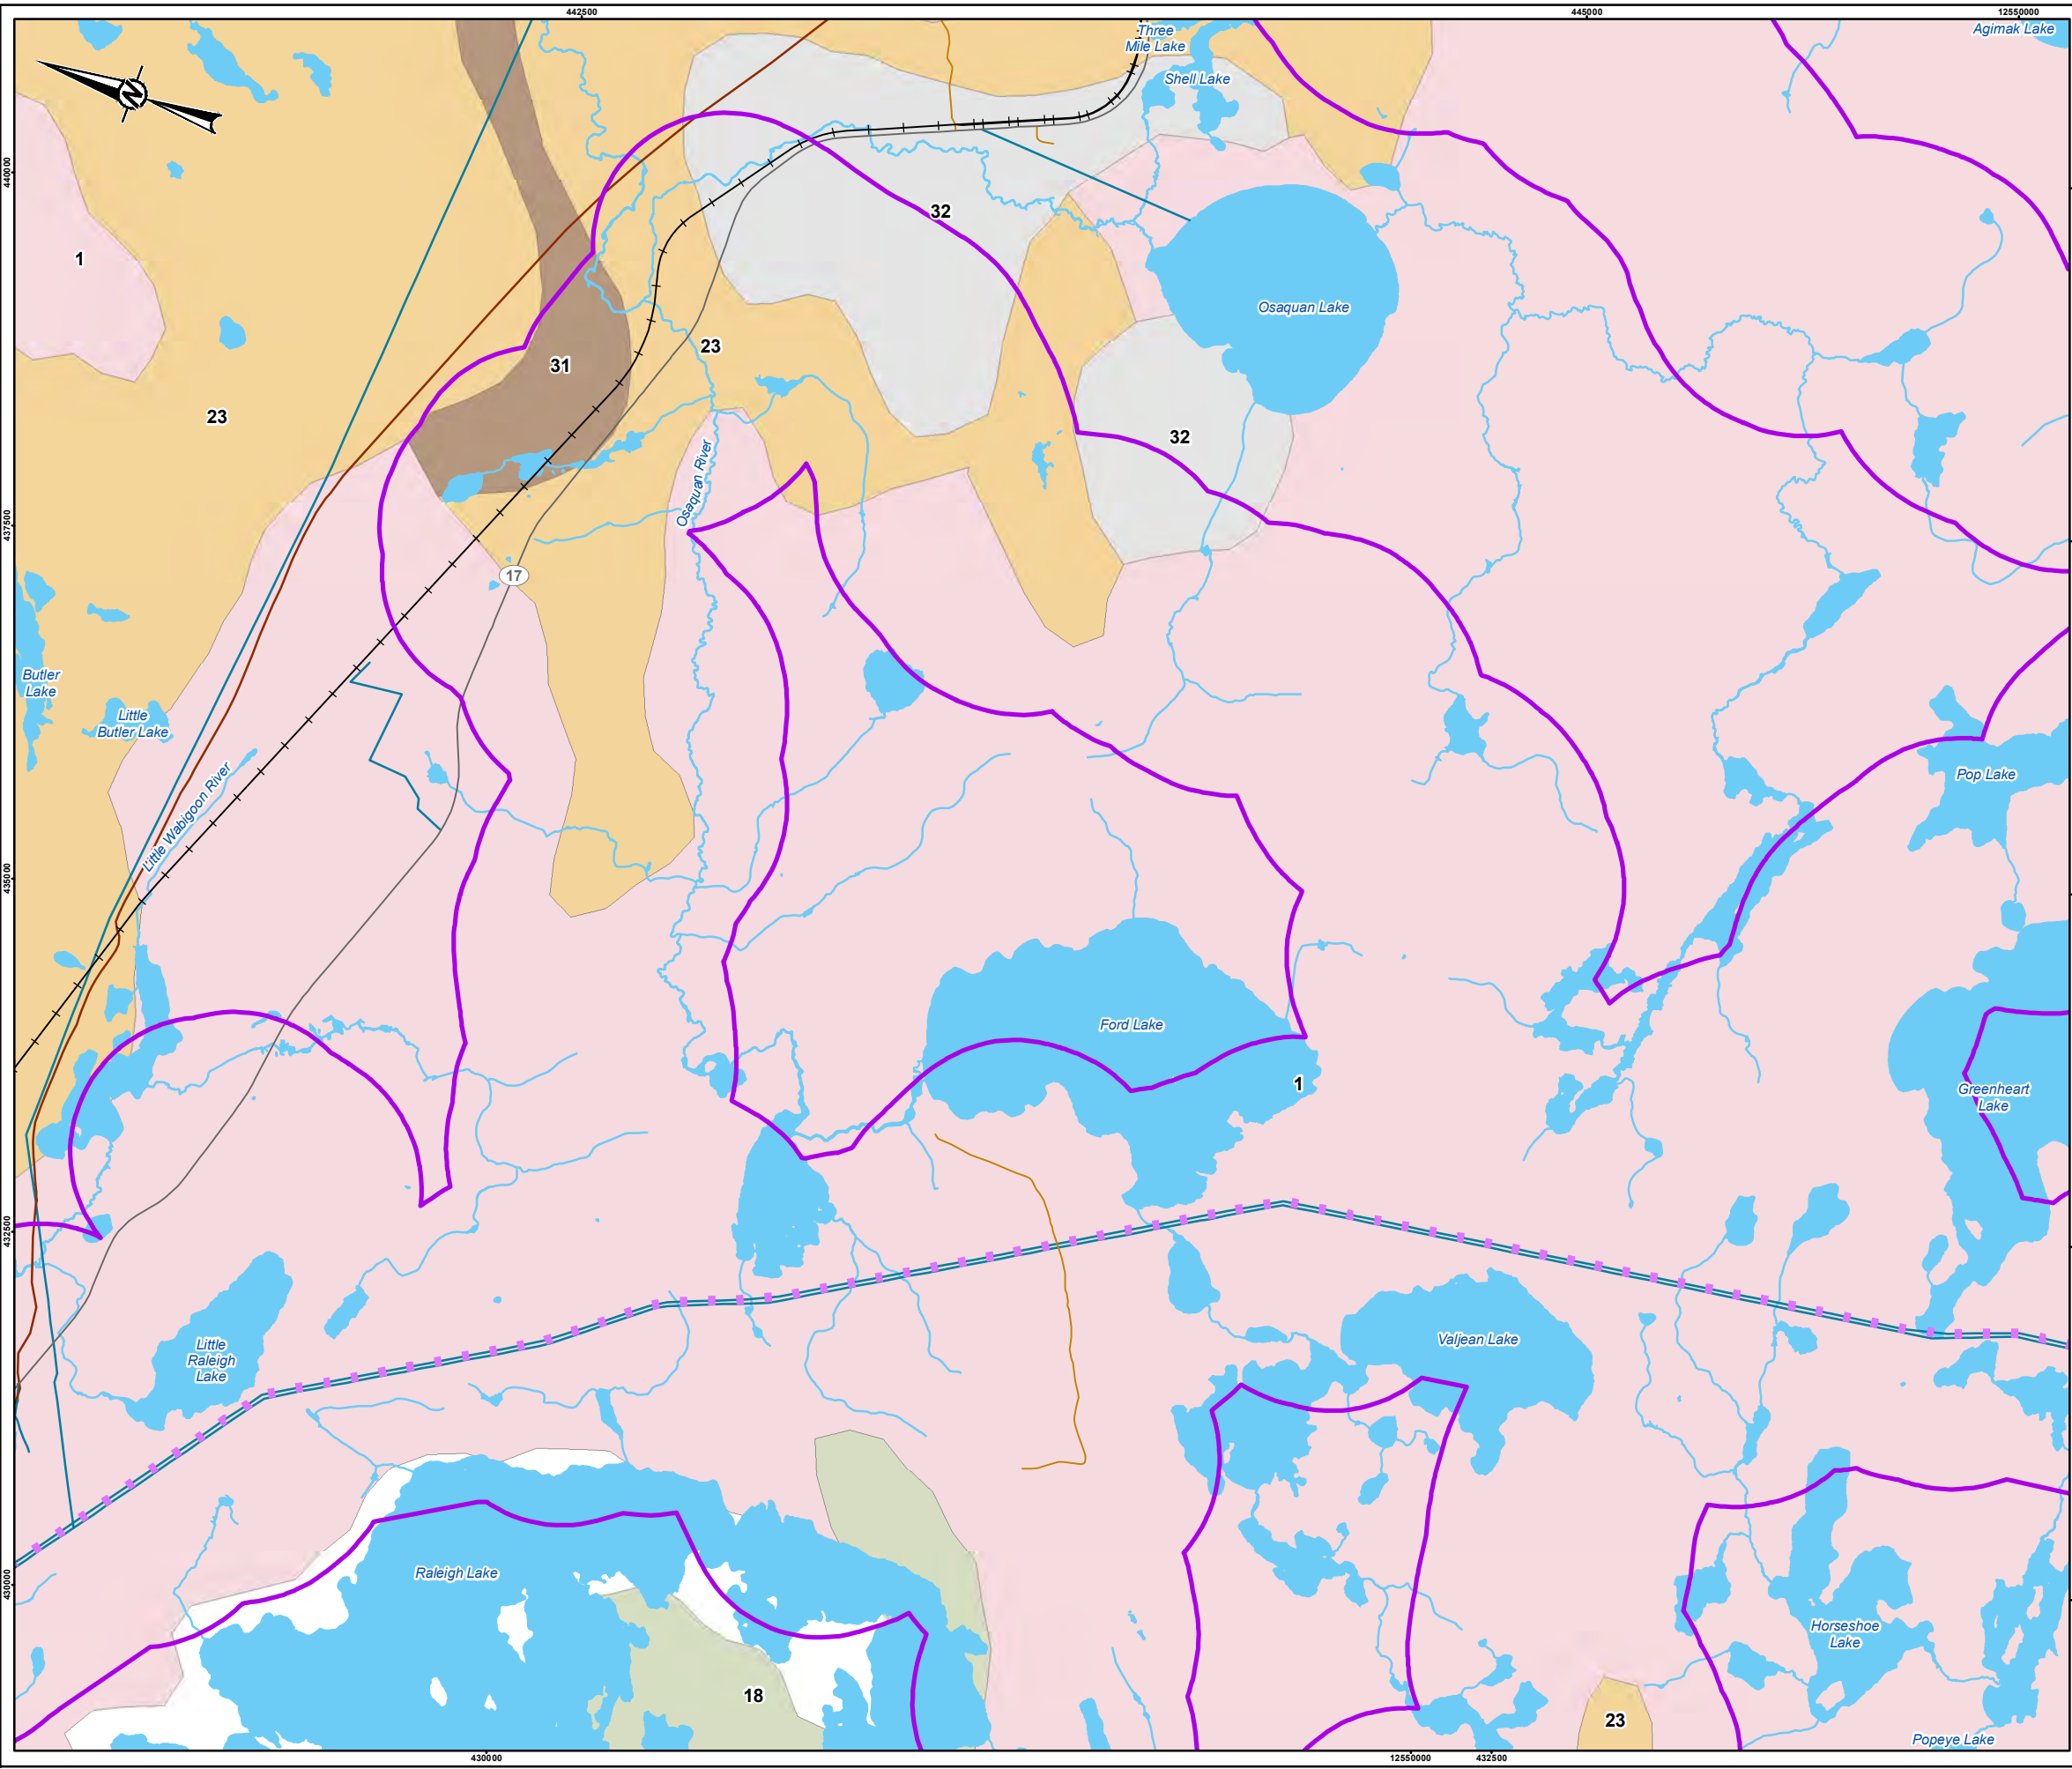 442500
445000
12550000
Three
Mile Lake
Agimak Lake
Shell Lake
N
440000
32
1
Osaquan Lake
23
31
23
32
Osaquan River
437500
17
Butler
Lake
Little
Butler Lake
Pop Lake
Little Wabigoon River
435000
Ford Lake
1
Greenheart
Lake
432500
Little
Raleigh
Lake
Valjean Lake
430000
Raleigh Lake
Horseshoe
Lake
18
23
Popeye Lake
430000
12550000
432500